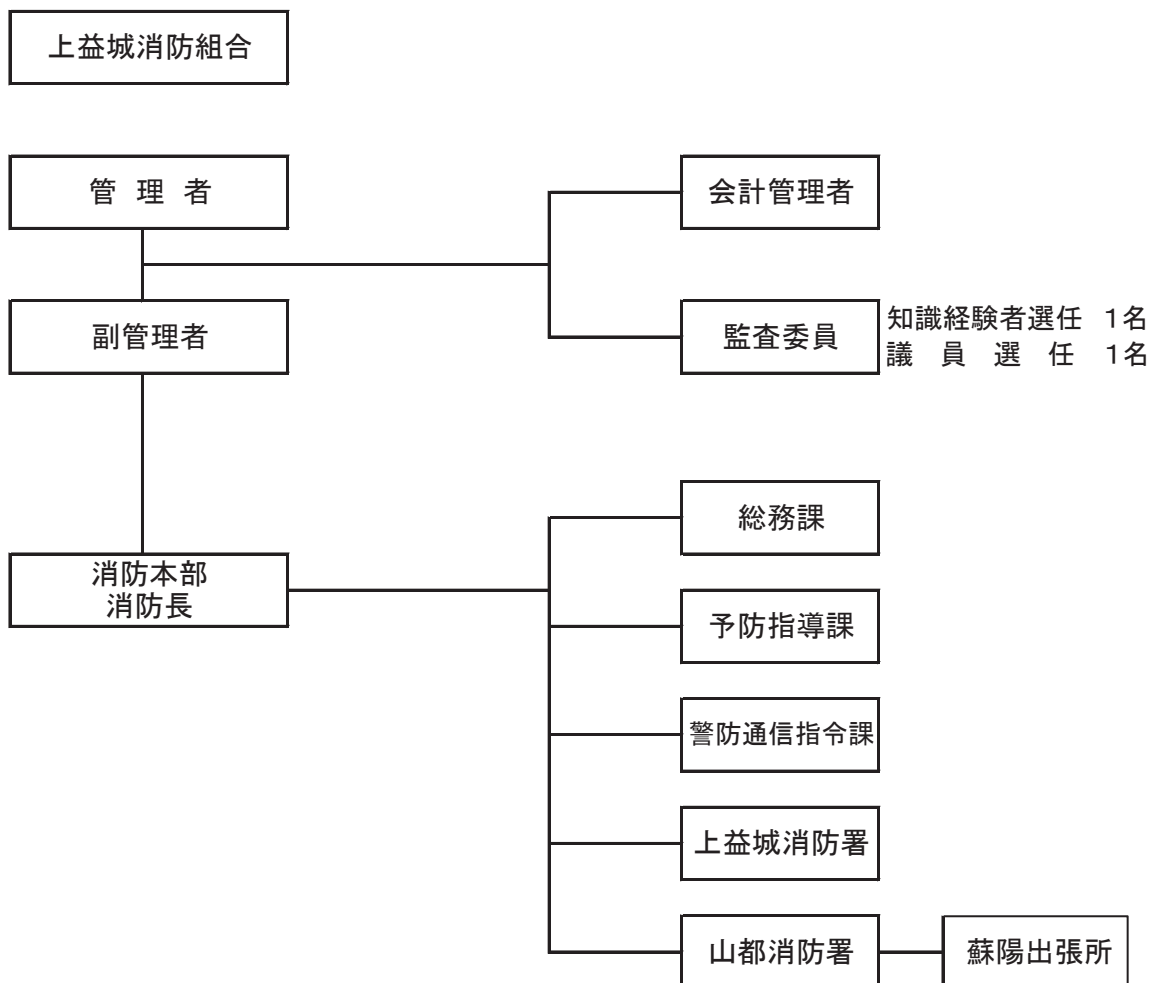 上益城消防組合
管 理 者
会計管理者
副管理者
監査委員
知識経験者選任 1名
議 員 選 任 1名
総務課
消防本部
消防長
予防指導課
警防通信指令課
上益城消防署
山都消防署
蘇陽出張所